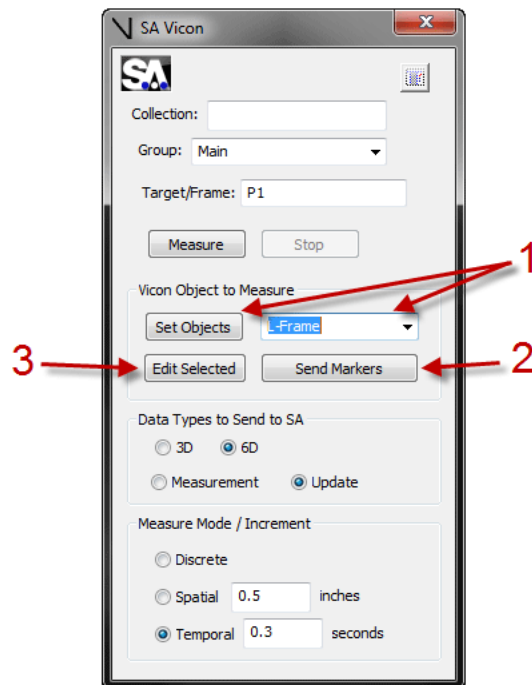 SA Vicon
S.A.
Collection:
Group: Main
Target/Frame: P1
Measure Stop
1
Vicon Object to Measure
Set Objects L-Frame
3 Edit Selected Send Markers 2
Data Types to Send to SA
3D 6D
Measurement Update
Measure Mode / Increment
Discrete
Spatial 0.5 inches
Temporal 0.3 seconds